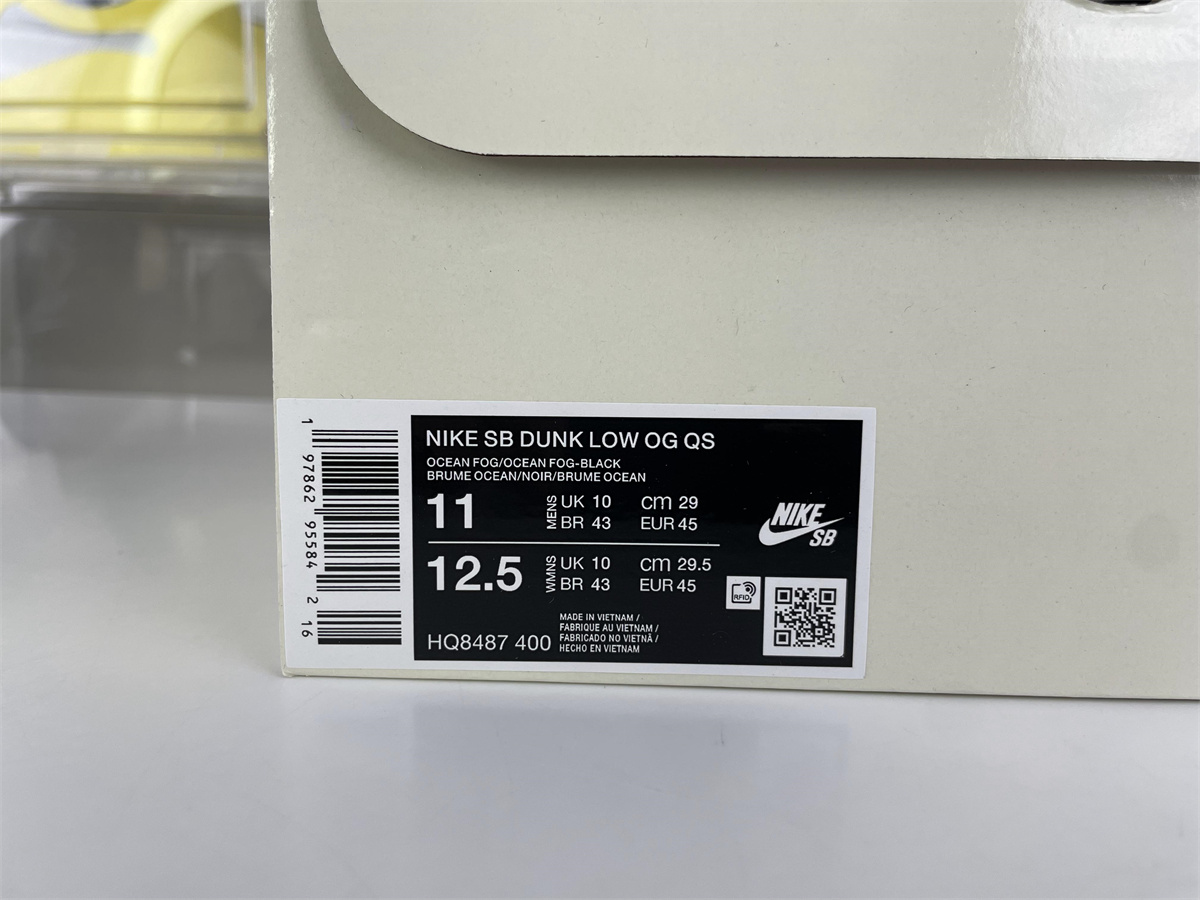 1 97862 95584 2 16
NIKE SB DUNK LOW OG QS
OCEAN FOG/OCEAN FOG-BLACK
BRUME OCEAN/NOIR/BRUME OCEAN
11
MENS
UK 10 cm 29
BR 43 EUR 45
12.5
WMNS
UK 10 cm 29.5
BR 43 EUR 45
HQ8487 400
MADE IN VIETNAM /
FABRIQUE AU VIETNAM /
FABRICADO NO VIETNÃ /
HECHO EN VIETNAM
NIKE
SB
RFID